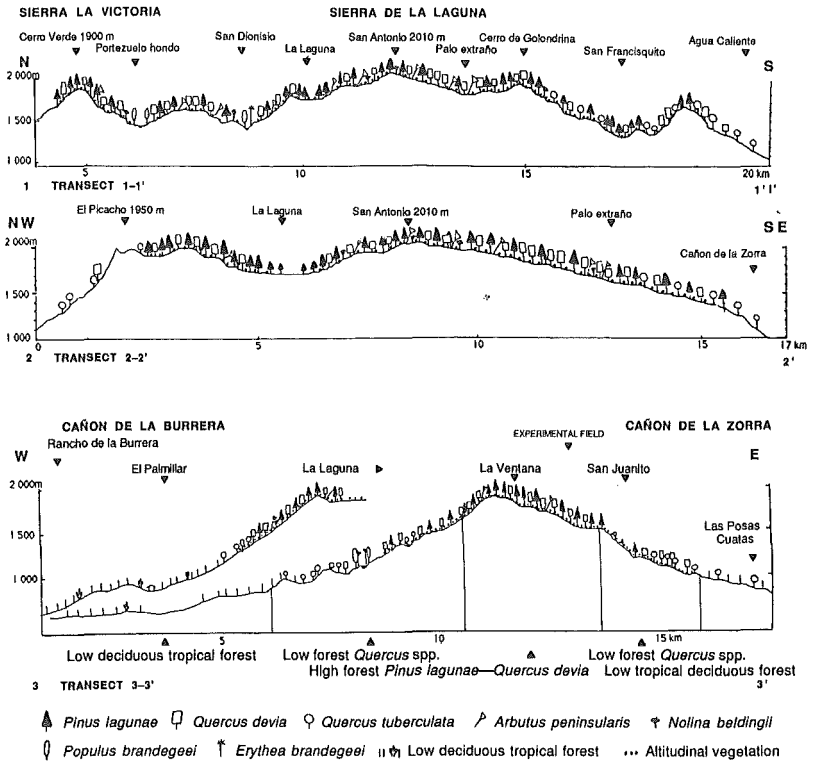 SIERRA LA VICTORIA SIERRA DE LA LAGUNA
Cerro Verde 1900 m Portezuelo hondo San Dionisio La Laguna San Antonio 2010 m Palo extraño Cerro de Golondrina San Francisquito Agua Caliente
N S
2 000m
1 500
1 000
5 10 15 20 km
1 TRANSECT 1–1' 1'1'
El Picacho 1950 m La Laguna San Antonio 2010 m Palo extraño
NW SE
Cañon de la Zorra
2 000m
1 500
1 000
0 5 10 15 17 km
2 TRANSECT 2–2' 2'
CAÑON DE LA BURRERA CAÑON DE LA ZORRA
Rancho de la Burrera EXPERIMENTAL FIELD
W E
El Palmillar La Laguna La Ventana San Juanito
2 000 m
1 500
Las Posas
Cuatas
1 000
5 10 15 km
Low deciduous tropical forest Low forest Quercus spp. Low forest Quercus spp.
High forest Pinus lagunae—Quercus devia Low tropical deciduous forest
3 TRANSECT 3–3' 3'
Pinus lagunae Quercus devia Quercus tuberculata Arbutus peninsularis Nolina beldingii
Populus brandegeei Erythea brandegeei Low deciduous tropical forest Altitudinal vegetation